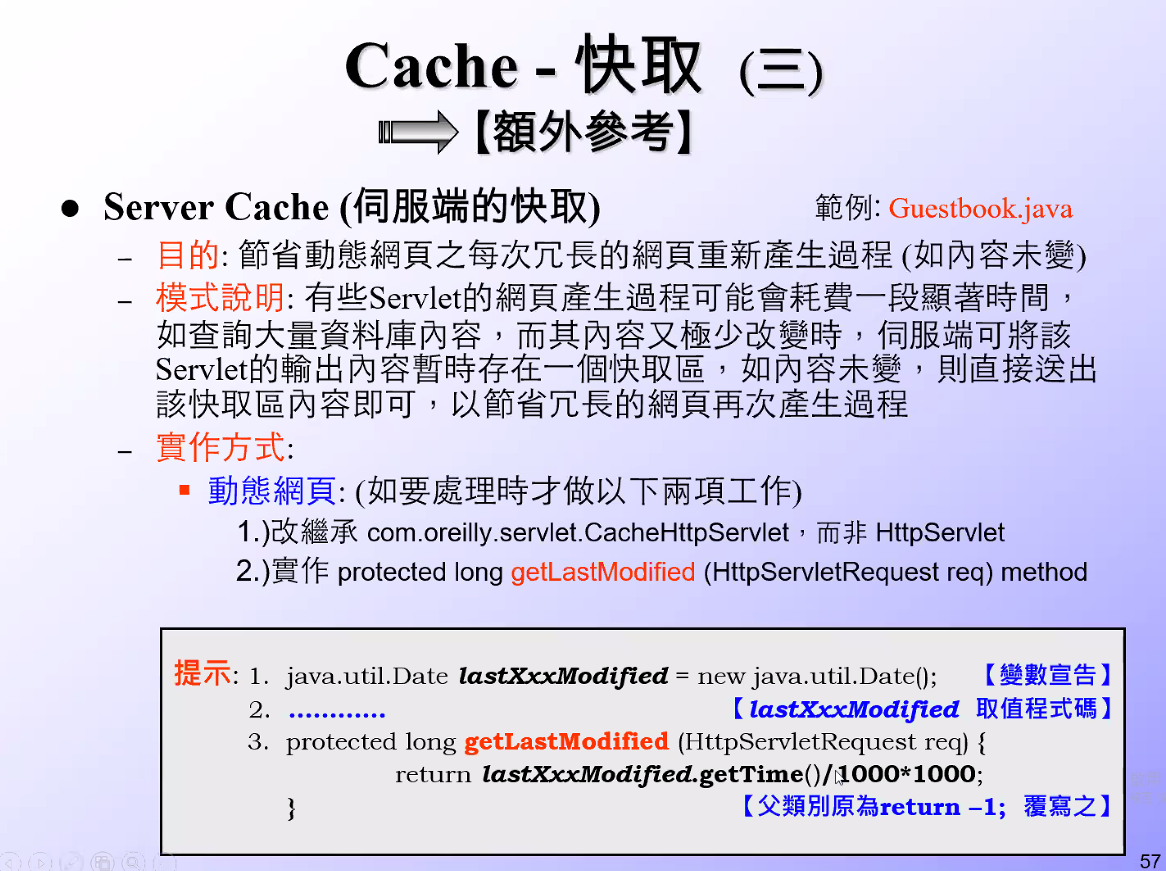 Cache - 快取 (三)
【額外參考】
● Server Cache (伺服端的快取)
範例: Guestbook.java
– 目的: 節省動態網頁之每次冗長的網頁重新產生過程 (如內容未變)
– 模式說明: 有些Servlet的網頁產生過程可能會耗費一段顯著時間，
如查詢大量資料庫內容，而其內容又極少改變時，伺服端可將該
Servlet的輸出內容暫時存在一個快取區，如內容未變，則直接送出
該快取區內容即可，以節省冗長的網頁再次產生過程
– 實作方式:
▪ 動態網頁: (如要處理時才做以下兩項工作)
1.)改繼承 com.oreilly.servlet.CacheHttpServlet，而非 HttpServlet
2.)實作 protected long getLastModified (HttpServletRequest req) method
提示: 1. java.util.Date lastXxxModified = new java.util.Date(); 【變數宣告】
2. ............ 【lastXxxModified 取值程式碼】
3. protected long getLastModified (HttpServletRequest req) {
return lastXxxModified.getTime()/1000*1000;
} 【父類別原為return –1; 覆寫之】
57